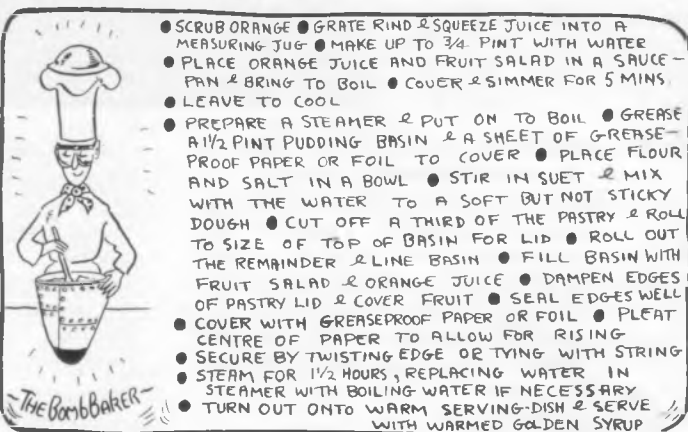 ● SCRUB ORANGE ● GRATE RIND & SQUEEZE JUICE INTO A
MEASURING JUG ● MAKE UP TO 3/4 PINT WITH WATER
● PLACE ORANGE JUICE AND FRUIT SALAD IN A SAUCE-
PAN & BRING TO BOIL ● COVER & SIMMER FOR 5 MINS
● LEAVE TO COOL
● PREPARE A STEAMER & PUT ON TO BOIL ● GREASE
A 1½ PINT PUDDING BASIN & A SHEET OF GREASE-
PROOF PAPER OR FOIL TO COVER ● PLACE FLOUR
AND SALT IN A BOWL ● STIR IN SUET & MIX
WITH THE WATER TO A SOFT BUT NOT STICKY
DOUGH ● CUT OFF A THIRD OF THE PASTRY & ROLL
TO SIZE OF TOP OF BASIN FOR LID ● ROLL OUT
THE REMAINDER & LINE BASIN ● FILL BASIN WITH
FRUIT SALAD & ORANGE JUICE ● DAMPEN EDGES
OF PASTRY LID & COVER FRUIT ● SEAL EDGES WELL
● COVER WITH GREASEPROOF PAPER OR FOIL ● PLEAT
CENTRE OF PAPER TO ALLOW FOR RISING
● SECURE BY TWISTING EDGE OR TYING WITH STRING
● STEAM FOR 1½ HOURS, REPLACING WATER IN
STEAMER WITH BOILING WATER IF NECESSARY
● TURN OUT ONTO WARM SERVING-DISH & SERVE
WITH WARMED GOLDEN SYRUP
~THE BombBAKER~